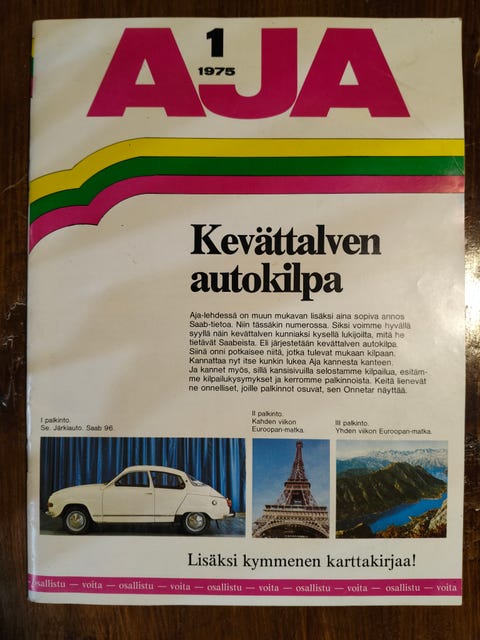 AJA
1
1975
Kevättalven
autokilpa
Aja-lehdessä on muun mukavan lisäksi aina sopiva annos
Saab-tietoa. Niin tässäkin numerossa. Siksi voimme hyvällä
syyllä näin kevättalven kunniaksi kysellä lukijoilta, mitä he
tietävät Saabeista. Eli järjestetään kevättalven autokilpa.
Siinä onni potkaisee niitä, jotka tulevat mukaan kilpaan.
Kannattaa nyt itse kunkin lukea Aja kannesta kanteen.
Ja kannet myös, sillä kansisivuilla selostamme kilpailua, esitäm-
me kilpailukysymykset ja kerromme palkinnoista. Keitä lienevät
ne onnelliset, joille palkinnot osuvat, sen Onnetar näyttää.
I palkinto.
Se. Järkiauto. Saab 96.
II palkinto.
Kahden viikon
Euroopan-matka.
III palkinto.
Yhden viikon Euroopan-matka.
Lisäksi kymmenen karttakirjaa!
osallistu — voita — osallistu — voita — osallistu — voita — osallistu — voita — osallistu — voita